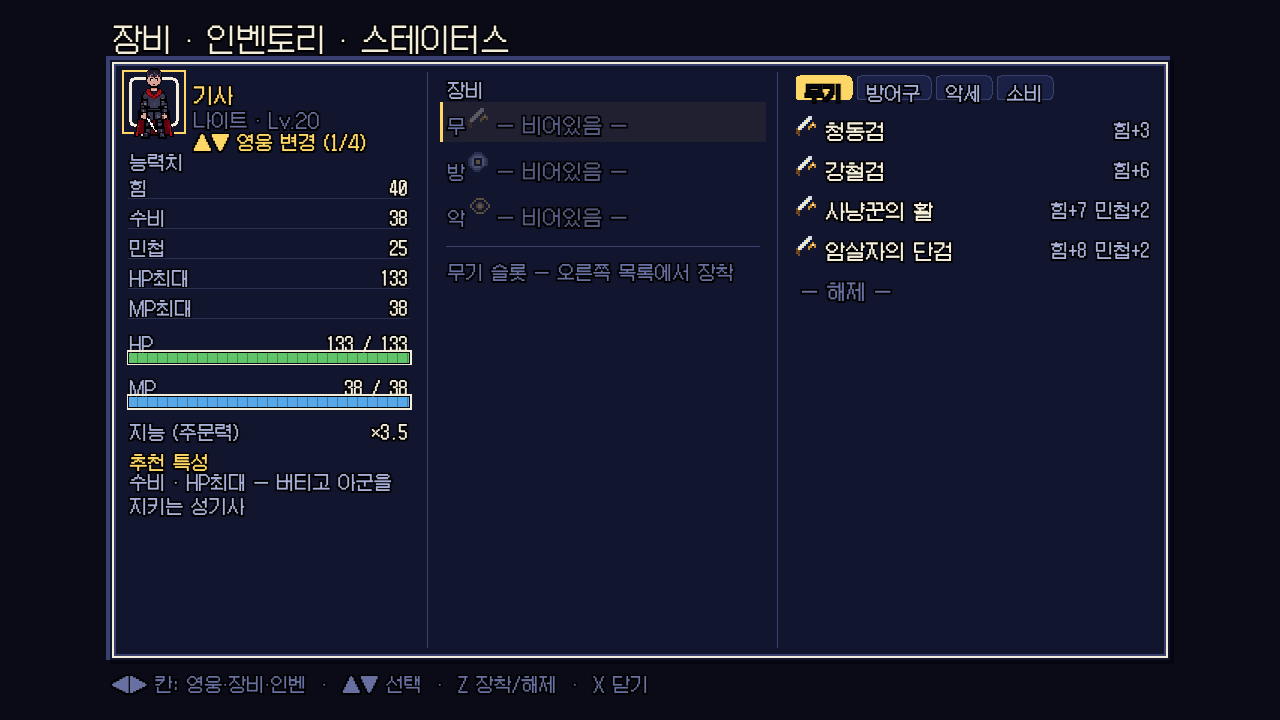 장비 · 인벤토리 · 스테이터스
기사
나이트 · Lv.20
▲▼ 영웅 변경 (1/4)
능력치
힘 40
수비 38
민첩 25
HP최대 133
MP최대 38
HP 133 / 133
MP 38 / 38
지능 (주문력) ×3.5
추천 특성
수비 · HP최대 — 버티고 아군을
지키는 성기사
장비
무 — 비어있음 —
방 — 비어있음 —
악 — 비어있음 —
무기 슬롯 — 오른쪽 목록에서 장착
무기 방어구 악세 소비
청동검 힘+3
강철검 힘+6
사냥꾼의 활 힘+7 민첩+2
암살자의 단검 힘+8 민첩+2
— 해제 —
◀▶ 칸: 영웅·장비·인벤 · ▲▼ 선택 · Z 장착/해제 · X 닫기